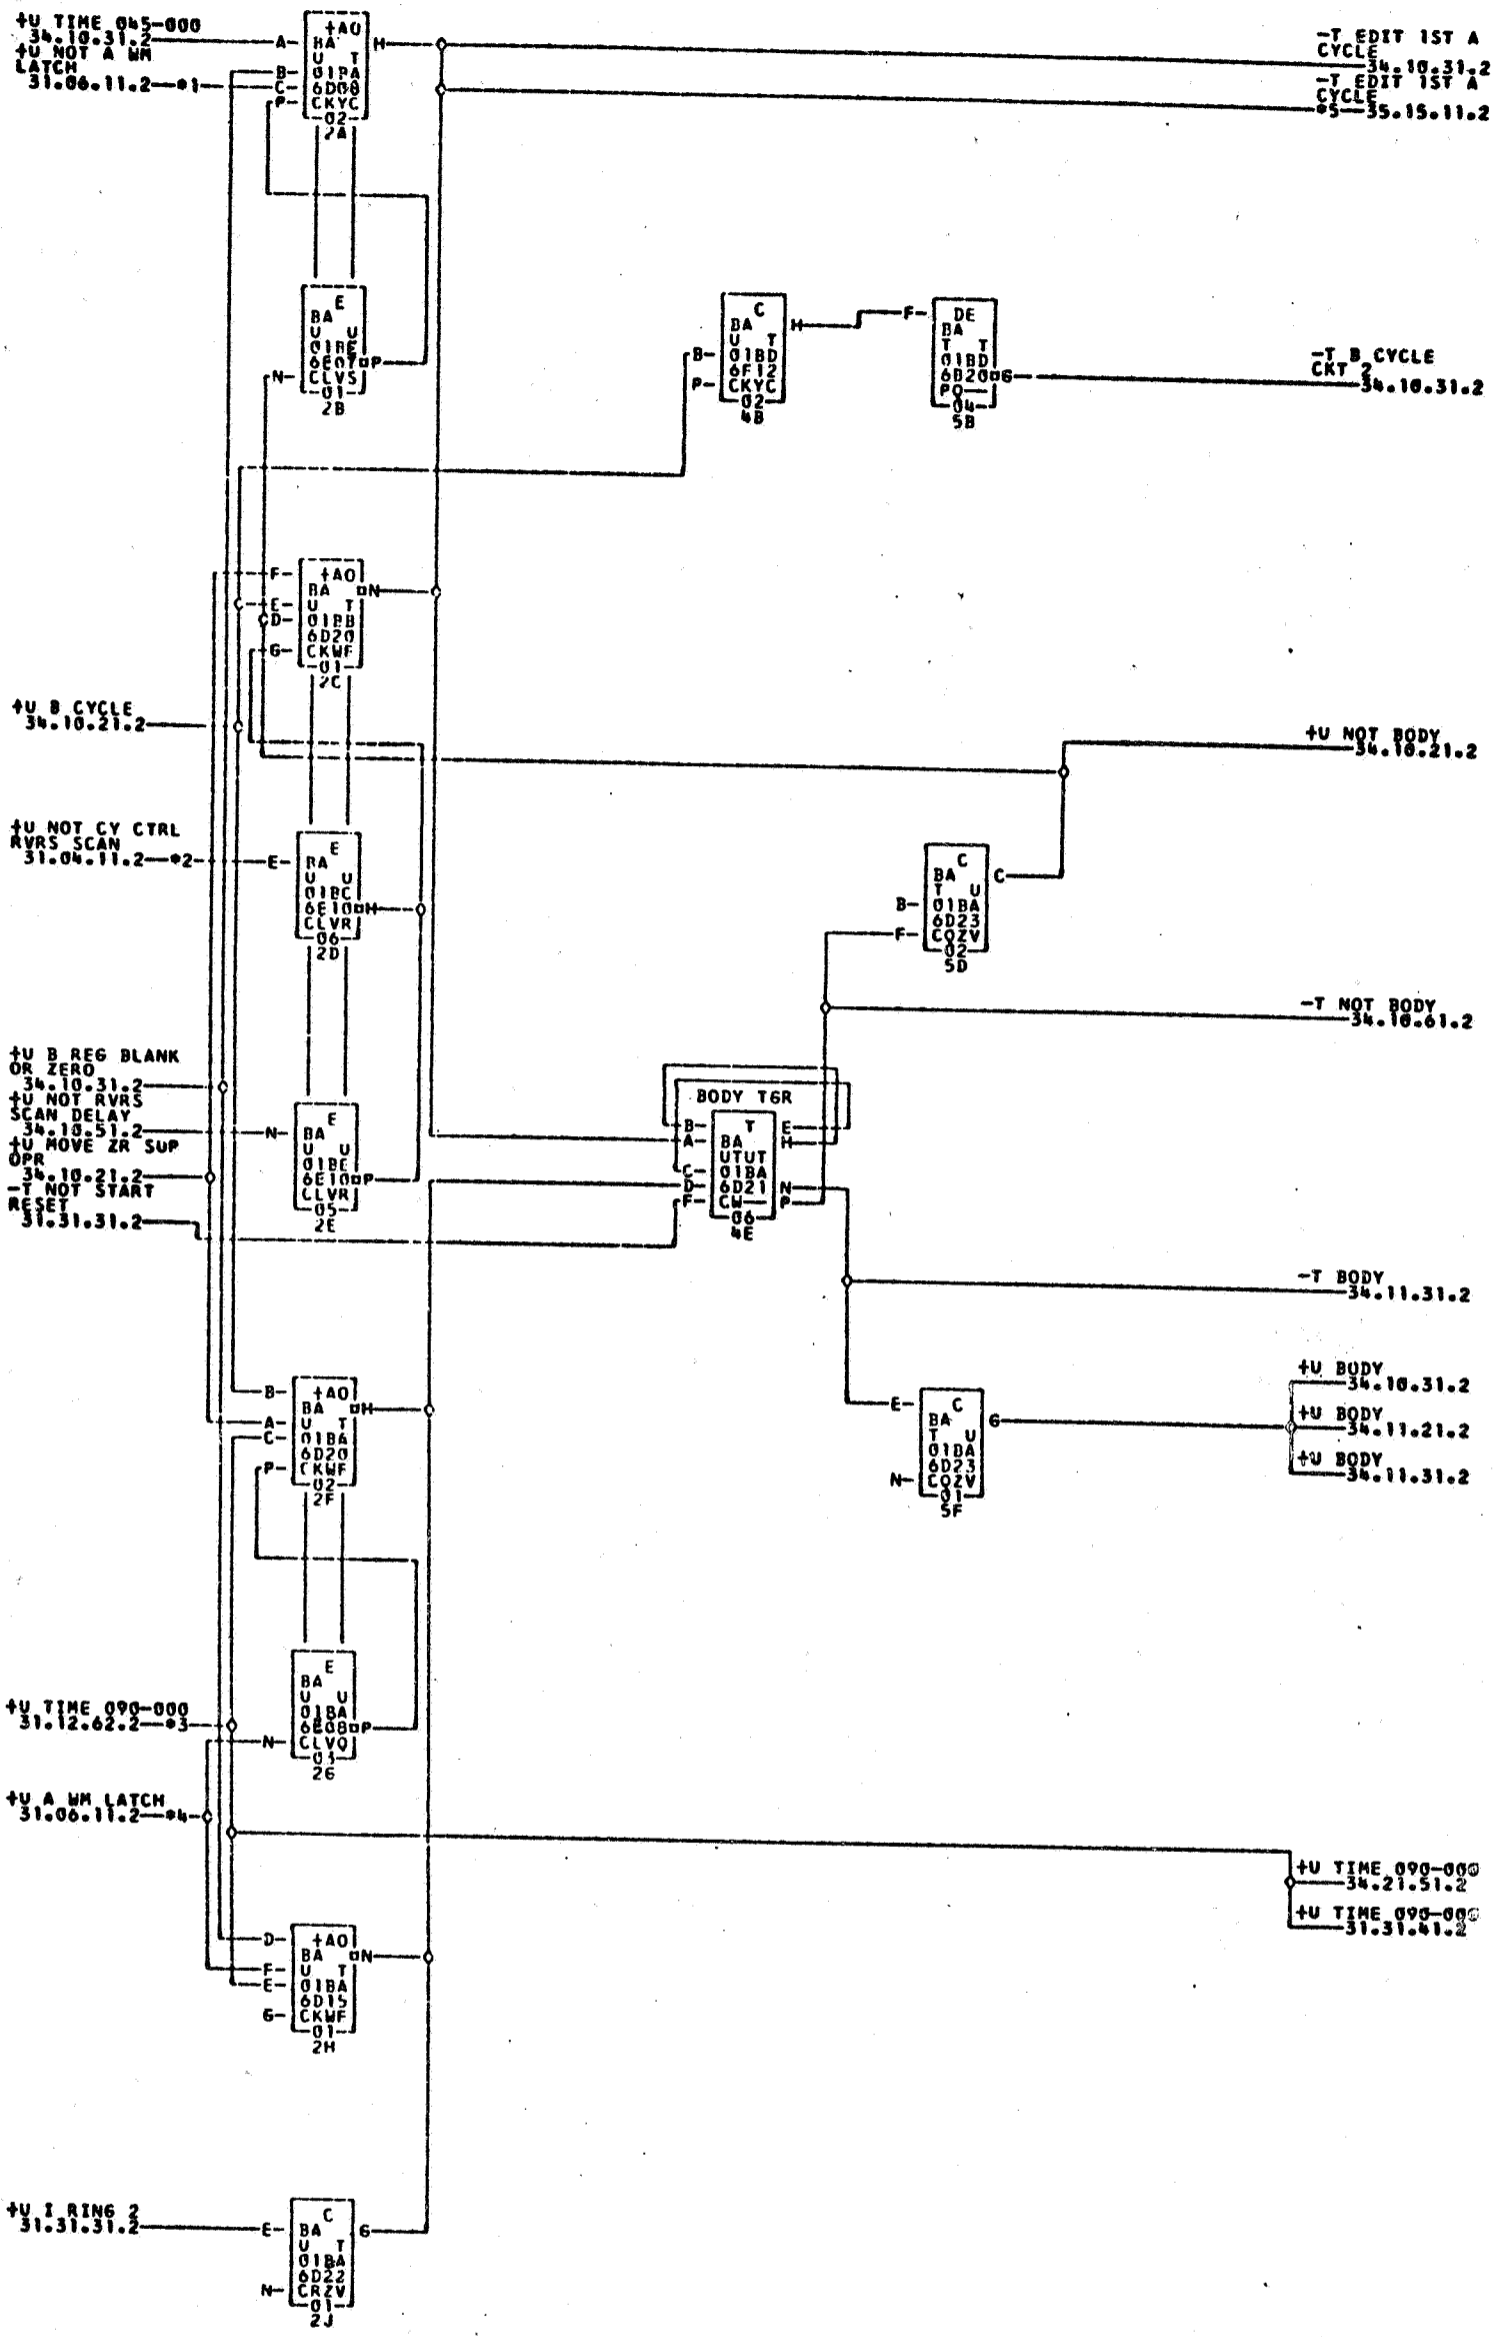 +U TIME 045-000
34.10.31.2
+U NOT A WM
LATCH
31.06.11.2—*1
A-
B-
C-
P-
+AO
BA
U T
01BA
6D08
CKYC
-02-
2A
H
-T EDIT 1ST A
CYCLE
34.10.31.2
-T EDIT 1ST A
CYCLE
*5—35.15.11.2
N-
E
BA
U U
01BE
6E07
CLVS
-01-
2B
P
B-
P-
C
BA
U T
01BD
6F12
CKYC
-02-
4B
H
F-
DE
BA
T T
01BD
6B20
PQ—
-04-
5B
G
-T B CYCLE
CKT 2
34.10.31.2
F-
E-
D-
G-
+AO
BA
U T
01BB
6D20
CKWF
-01-
2C
N
+U B CYCLE
34.10.21.2
+U NOT BODY
34.10.21.2
+U NOT CY CTRL
RVRS SCAN
31.04.11.2—*2
E-
E
BA
U U
01BC
6E10
CLVR
-06-
2D
H
B-
F-
C
BA
T U
01BA
6D23
CQZV
-02-
5D
C
-T NOT BODY
34.10.61.2
+U B REG BLANK
OR ZERO
34.10.31.2
+U NOT RVRS
SCAN DELAY
34.10.51.2
+U MOVE ZR SUP
OPR
34.10.21.2
-T NOT START
RESET
31.31.31.2
N-
E
BA
U U
01BE
6E10
CLVR
-05-
2E
P
BODY TGR
B-
A-
C-
D-
F-
T
BA
UTUT
01BA
6D21
CW—
-06-
4E
E
H
N
P
-T BODY
34.11.31.2
B-
A-
C-
P-
+AO
BA
U T
01BA
6D20
CKWF
-02-
2F
H
E-
N-
C
BA
T U
01BA
6D23
CQZV
-01-
5F
G
+U BODY
34.10.31.2
+U BODY
34.11.21.2
+U BODY
34.11.31.2
+U TIME 090-000
31.12.62.2—*3
+U A WM LATCH
31.06.11.2—*4
N-
E
BA
U U
01BA
6E08
CLVQ
-03-
2G
P
+U TIME 090-000
34.21.51.2
+U TIME 090-000
31.31.41.2
D-
F-
E-
G-
+AO
BA
U T
01BA
6D15
CKWF
-01-
2H
N
+U I RING 2
31.31.31.2
E-
N-
C
BA
U T
01BA
6D22
CRZV
-01-
2J
G